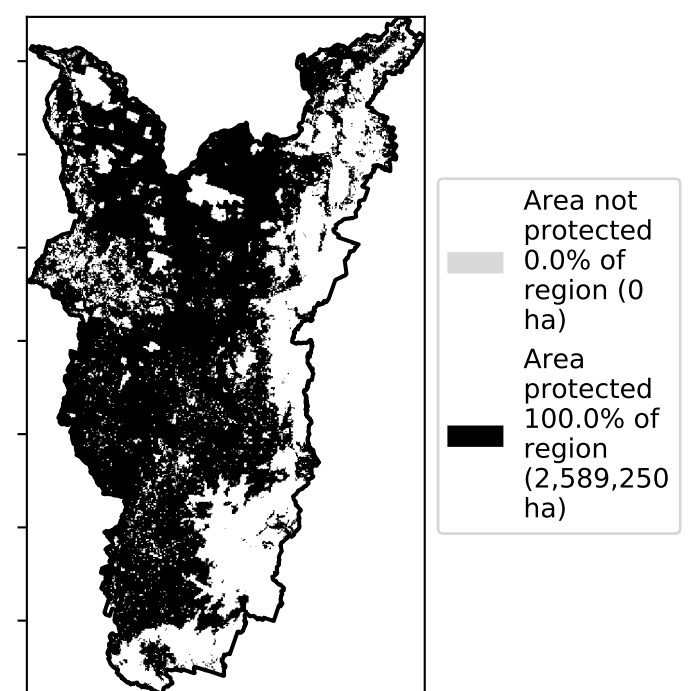 Area not
protected
0.0% of
region (0
ha)
Area
protected
100.0% of
region
(2,589,250
ha)